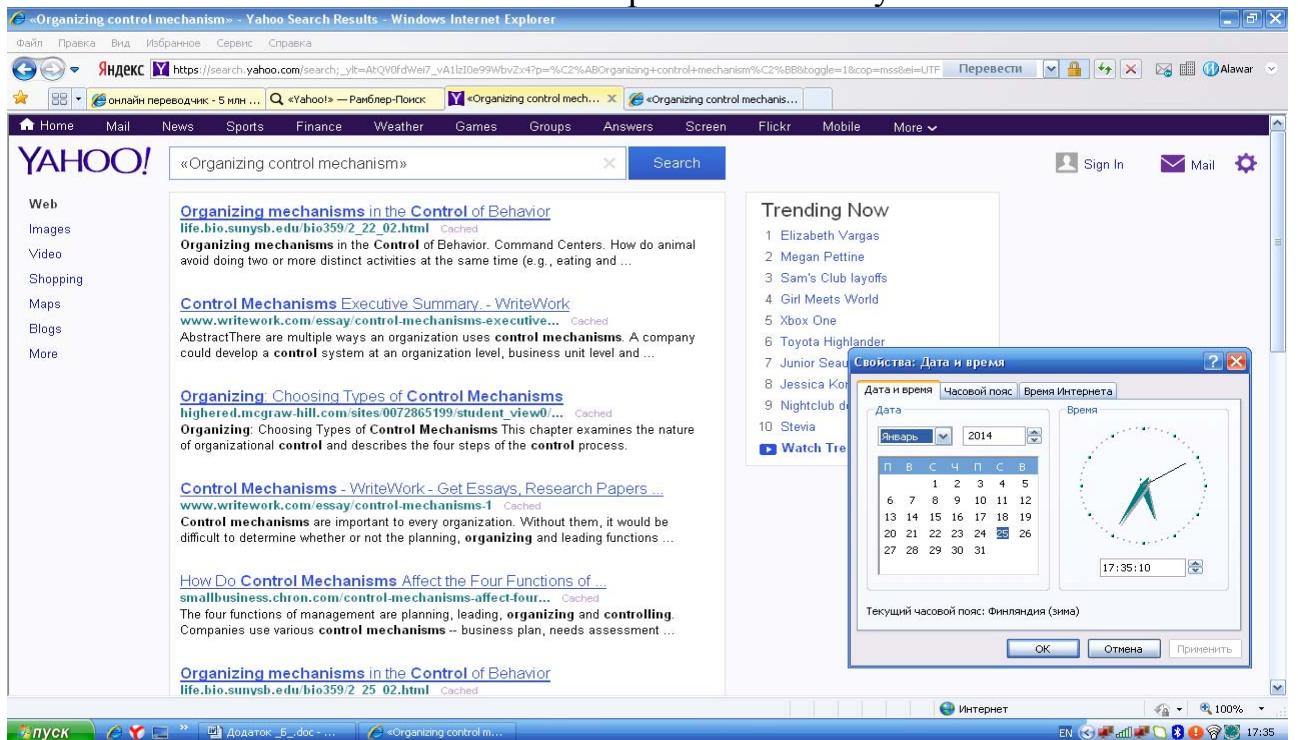 «Organizing control mechanism» - Yahoo Search Results - Windows Internet Explorer
Файл Правка Вид Избранное Сервис Справка
Яндекс Y https://search.yahoo.com/search;_ylt=AtQV0fdWei7_vA1lzI0e99WbvZx4?p=%C2%ABOrganizing+control+mechanism%C2%BB&toggle=1&cop=mss&ei=UTF Перевести Alawar
онлайн переводчик - 5 млн ... «Yahoo!» — Рамблер-Поиск «Organizing control mech... X «Organizing control mechanis...
Home Mail News Sports Finance Weather Games Groups Answers Screen Flickr Mobile More
YAHOO! «Organizing control mechanism» Search Sign In Mail
Web
Images
Video
Shopping
Maps
Blogs
More
Organizing mechanisms in the Control of Behavior
life.bio.sunysb.edu/bio359/2_22_02.html Cached
Organizing mechanisms in the Control of Behavior. Command Centers. How do animal
avoid doing two or more distinct activities at the same time (e.g., eating and ...
Control Mechanisms Executive Summary. - WriteWork
www.writework.com/essay/control-mechanisms-executive... Cached
AbstractThere are multiple ways an organization uses control mechanisms. A company
could develop a control system at an organization level, business unit level and ...
Organizing: Choosing Types of Control Mechanisms
highered.mcgraw-hill.com/sites/0072865199/student_view0/... Cached
Organizing: Choosing Types of Control Mechanisms This chapter examines the nature
of organizational control and describes the four steps of the control process.
Control Mechanisms - WriteWork - Get Essays, Research Papers ...
www.writework.com/essay/control-mechanisms-1 Cached
Control mechanisms are important to every organization. Without them, it would be
difficult to determine whether or not the planning, organizing and leading functions ...
How Do Control Mechanisms Affect the Four Functions of ...
smallbusiness.chron.com/control-mechanisms-affect-four... Cached
The four functions of management are planning, leading, organizing and controlling.
Companies use various control mechanisms -- business plan, needs assessment ...
Organizing mechanisms in the Control of Behavior
life.bio.sunysb.edu/bio359/2_25_02.html Cached
Trending Now
1 Elizabeth Vargas
2 Megan Pettine
3 Sam's Club layoffs
4 Girl Meets World
5 Xbox One
6 Toyota Highlander
7 Junior Seau
8 Jessica
9 Nightclub
10 Stevia
Watch
Свойства: Дата и время
Дата и время Часовой пояс Время Интернета
Дата
Январь 2014
П В С Ч П С В
1 2 3 4 5
6 7 8 9 10 11 12
13 14 15 16 17 18 19
20 21 22 23 24 25 26
27 28 29 30 31
Время
17:35:10
Текущий часовой пояс: Финляндия (зима)
ОК Отмена Применить
Интернет 100%
пуск Додаток _Б_.doc - ... «Organizing control m... EN 17:35